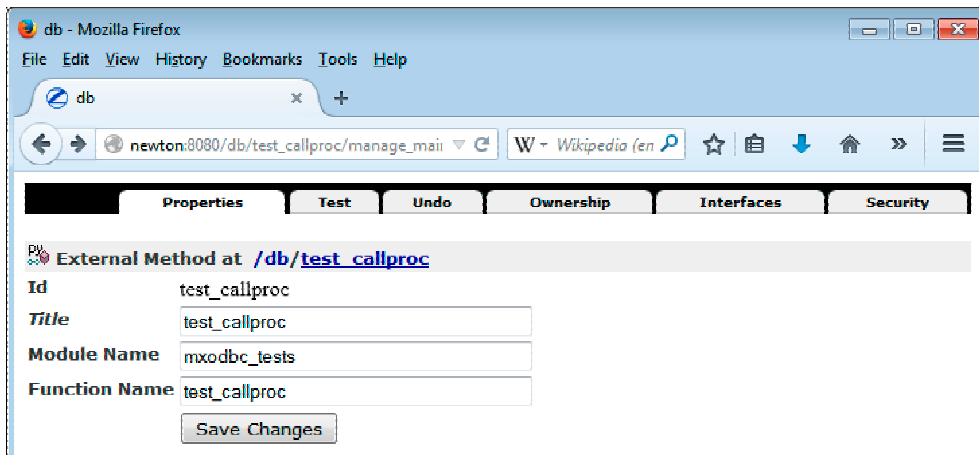 db - Mozilla Firefox
File Edit View History Bookmarks Tools Help
db
newton:8080/db/test_callproc/manage_mai W Wikipedia (en
Properties Test Undo Ownership Interfaces Security
External Method at /db/test_callproc
Id test_callproc
Title test_callproc
Module Name mxodbc_tests
Function Name test_callproc
Save Changes